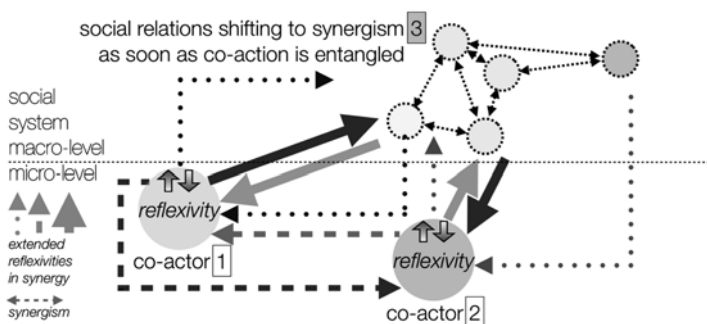 social relations shifting to synergism 3
as soon as co-action is entangled
social
system
macro-level
micro-level
reflexivity
co-actor 1
extended
reflexivities
in synergy
synergism
reflexivity
co-actor 2